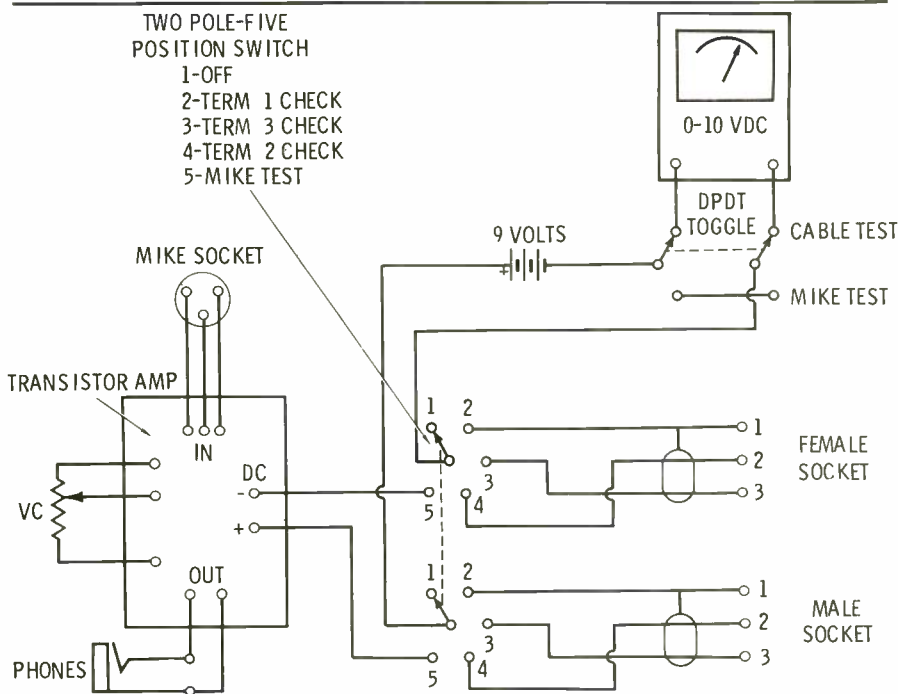 TWO POLE-FIVE
POSITION SWITCH
1-OFF
2-TERM 1 CHECK
3-TERM 3 CHECK
4-TERM 2 CHECK
5-MIKE TEST
0-10 VDC
DPDT
TOGGLE
CABLE TEST
9 VOLTS
+
MIKE TEST
MIKE SOCKET
TRANSISTOR AMP
IN
DC
-
+
VC
OUT
PHONES
1 2
3
5 4
1
2
3
FEMALE
SOCKET
1 2
3
5 4
1
2
3
MALE
SOCKET